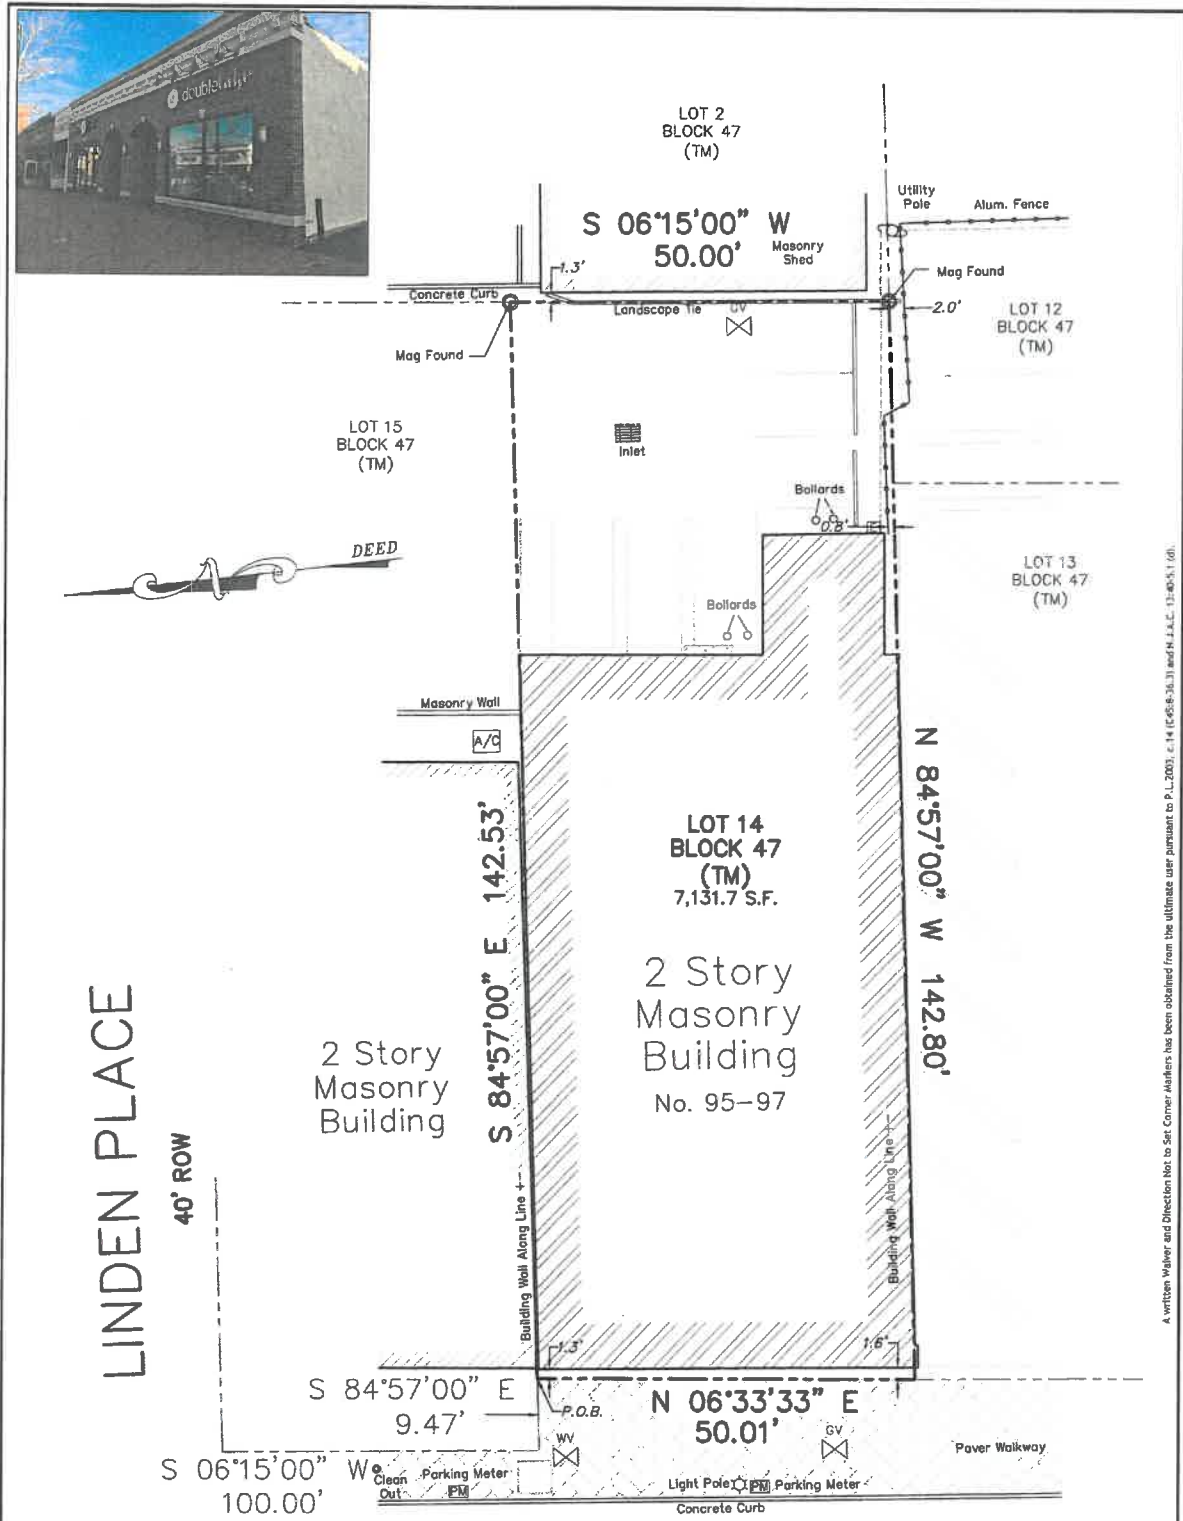 LOT 2
BLOCK 47
(TM)
Utility
Pole
Alum. Fence
S 06°15'00" W
50.00'
Masonry
Shed
1.3'
Mag Found
Concrete Curb
Landscape Tie
GV
2.0'
LOT 12
BLOCK 47
(TM)
Mag Found
LOT 15
BLOCK 47
(TM)
Inlet
Bollards
0.8'
E
DEED
LOT 13
BLOCK 47
(TM)
Bollards
Masonry Wall
A/C
S 84°57'00" E 142.53'
N 84°57'00" W 142.80'
LOT 14
BLOCK 47
(TM)
7,131.7 S.F.
2 Story
Masonry
Building
No. 95-97
2 Story
Masonry
Building
LINDEN PLACE
40' ROW
Building Wall Along Line +-
Building Wall Along Line +-
1.3'
1.6'
S 84°57'00" E
9.47'
P.O.B.
N 06°33'33" E
50.01'
WV
GV
Paver Walkway
S 06°15'00" W
100.00'
Clean
Out
Parking Meter
PM
Light Pole
PM
Parking Meter
Concrete Curb
A written Waiver and Direction Not to Set Corner Markers has been obtained from the ultimate user pursuant to P.L.2003, c.14 (C45:8-36.3) and N.J.A.C. 13:40-5.1 (d).